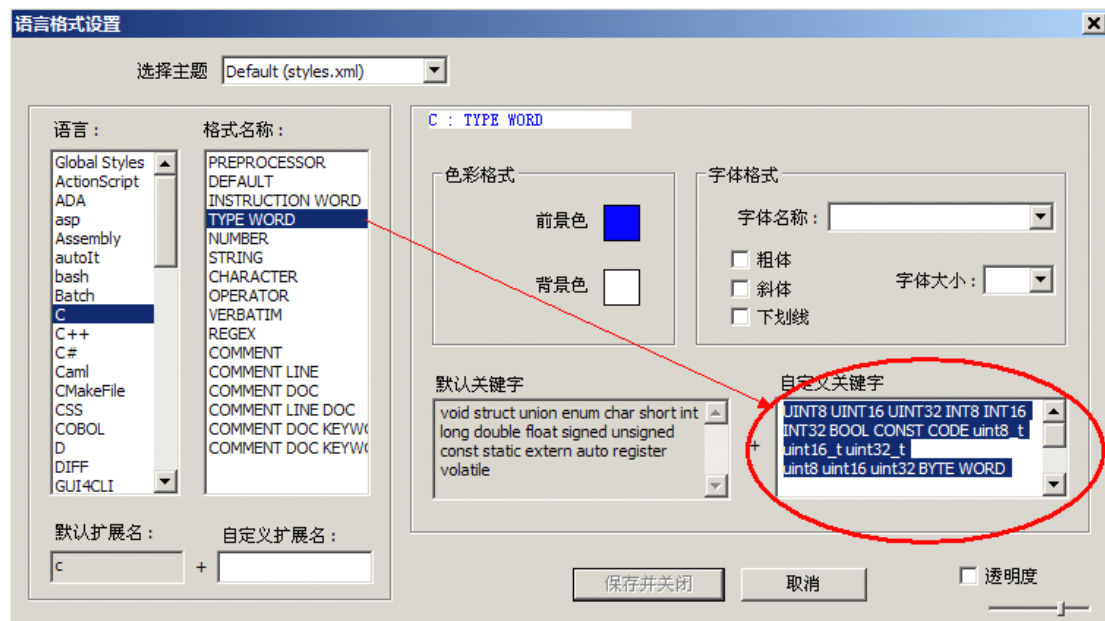 语言格式设置
选择主题 Default (styles.xml)
语言：
Global Styles
ActionScript
ADA
asp
Assembly
autoIt
bash
Batch
C
C++
C#
Caml
CMakeFile
CSS
COBOL
D
DIFF
GUI4CLI
格式名称：
PREPROCESSOR
DEFAULT
INSTRUCTION WORD
TYPE WORD
NUMBER
STRING
CHARACTER
OPERATOR
VERBATIM
REGEX
COMMENT
COMMENT LINE
COMMENT DOC
COMMENT LINE DOC
COMMENT DOC KEYW
COMMENT DOC KEYW
默认扩展名：
c
+
自定义扩展名：
C : TYPE WORD
色彩格式
前景色
背景色
字体格式
字体名称：
粗体
斜体
下划线
字体大小：
默认关键字
void struct union enum char short int
long double float signed unsigned
const static extern auto register
volatile
+
自定义关键字
UINT8 UINT16 UINT32 INT8 INT16
INT32 BOOL CONST CODE uint8_t
uint16_t uint32_t
uint8 uint16 uint32 BYTE WORD
保存并关闭
取消
透明度